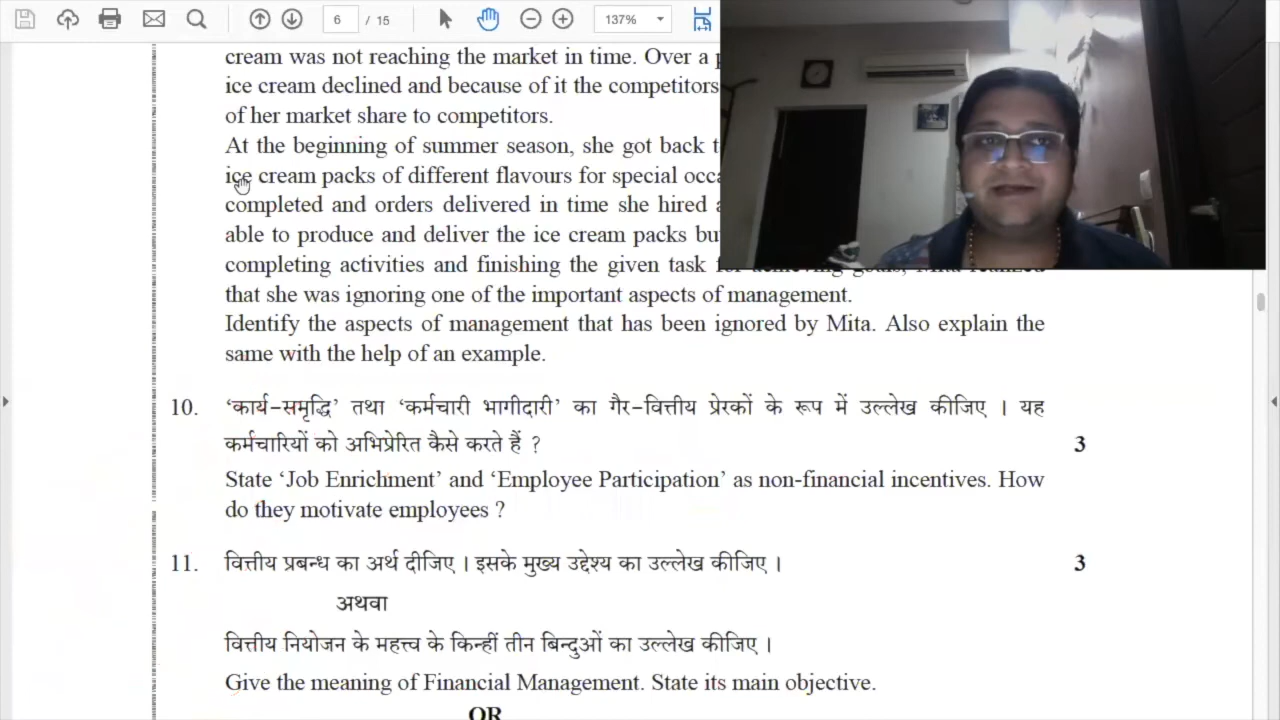 6 / 15
137%
cream was not reaching the market in time. Over a
ice cream declined and because of it the competitors
of her market share to competitors.
At the beginning of summer season, she got back
ice cream packs of different flavours for special
completed and orders delivered in time she hired
able to produce and deliver the ice cream packs
completing activities and finishing the given task for achieving goals, Mita realized
that she was ignoring one of the important aspects of management.
Identify the aspects of management that has been ignored by Mita. Also explain the
same with the help of an example.
10. ‘कार्य-समृद्धि’ तथा ‘कर्मचारी भागीदारी’ का गैर-वित्तीय प्रेरकों के रूप में उल्लेख कीजिए । यह
कर्मचारियों को अभिप्रेरित कैसे करते हैं ? 3
State ‘Job Enrichment’ and ‘Employee Participation’ as non-financial incentives. How
do they motivate employees ?
11. वित्तीय प्रबन्ध का अर्थ दीजिए । इसके मुख्य उद्देश्य का उल्लेख कीजिए । 3
अथवा
वित्तीय नियोजन के महत्त्व के किन्हीं तीन बिन्दुओं का उल्लेख कीजिए ।
Give the meaning of Financial Management. State its main objective.
OR